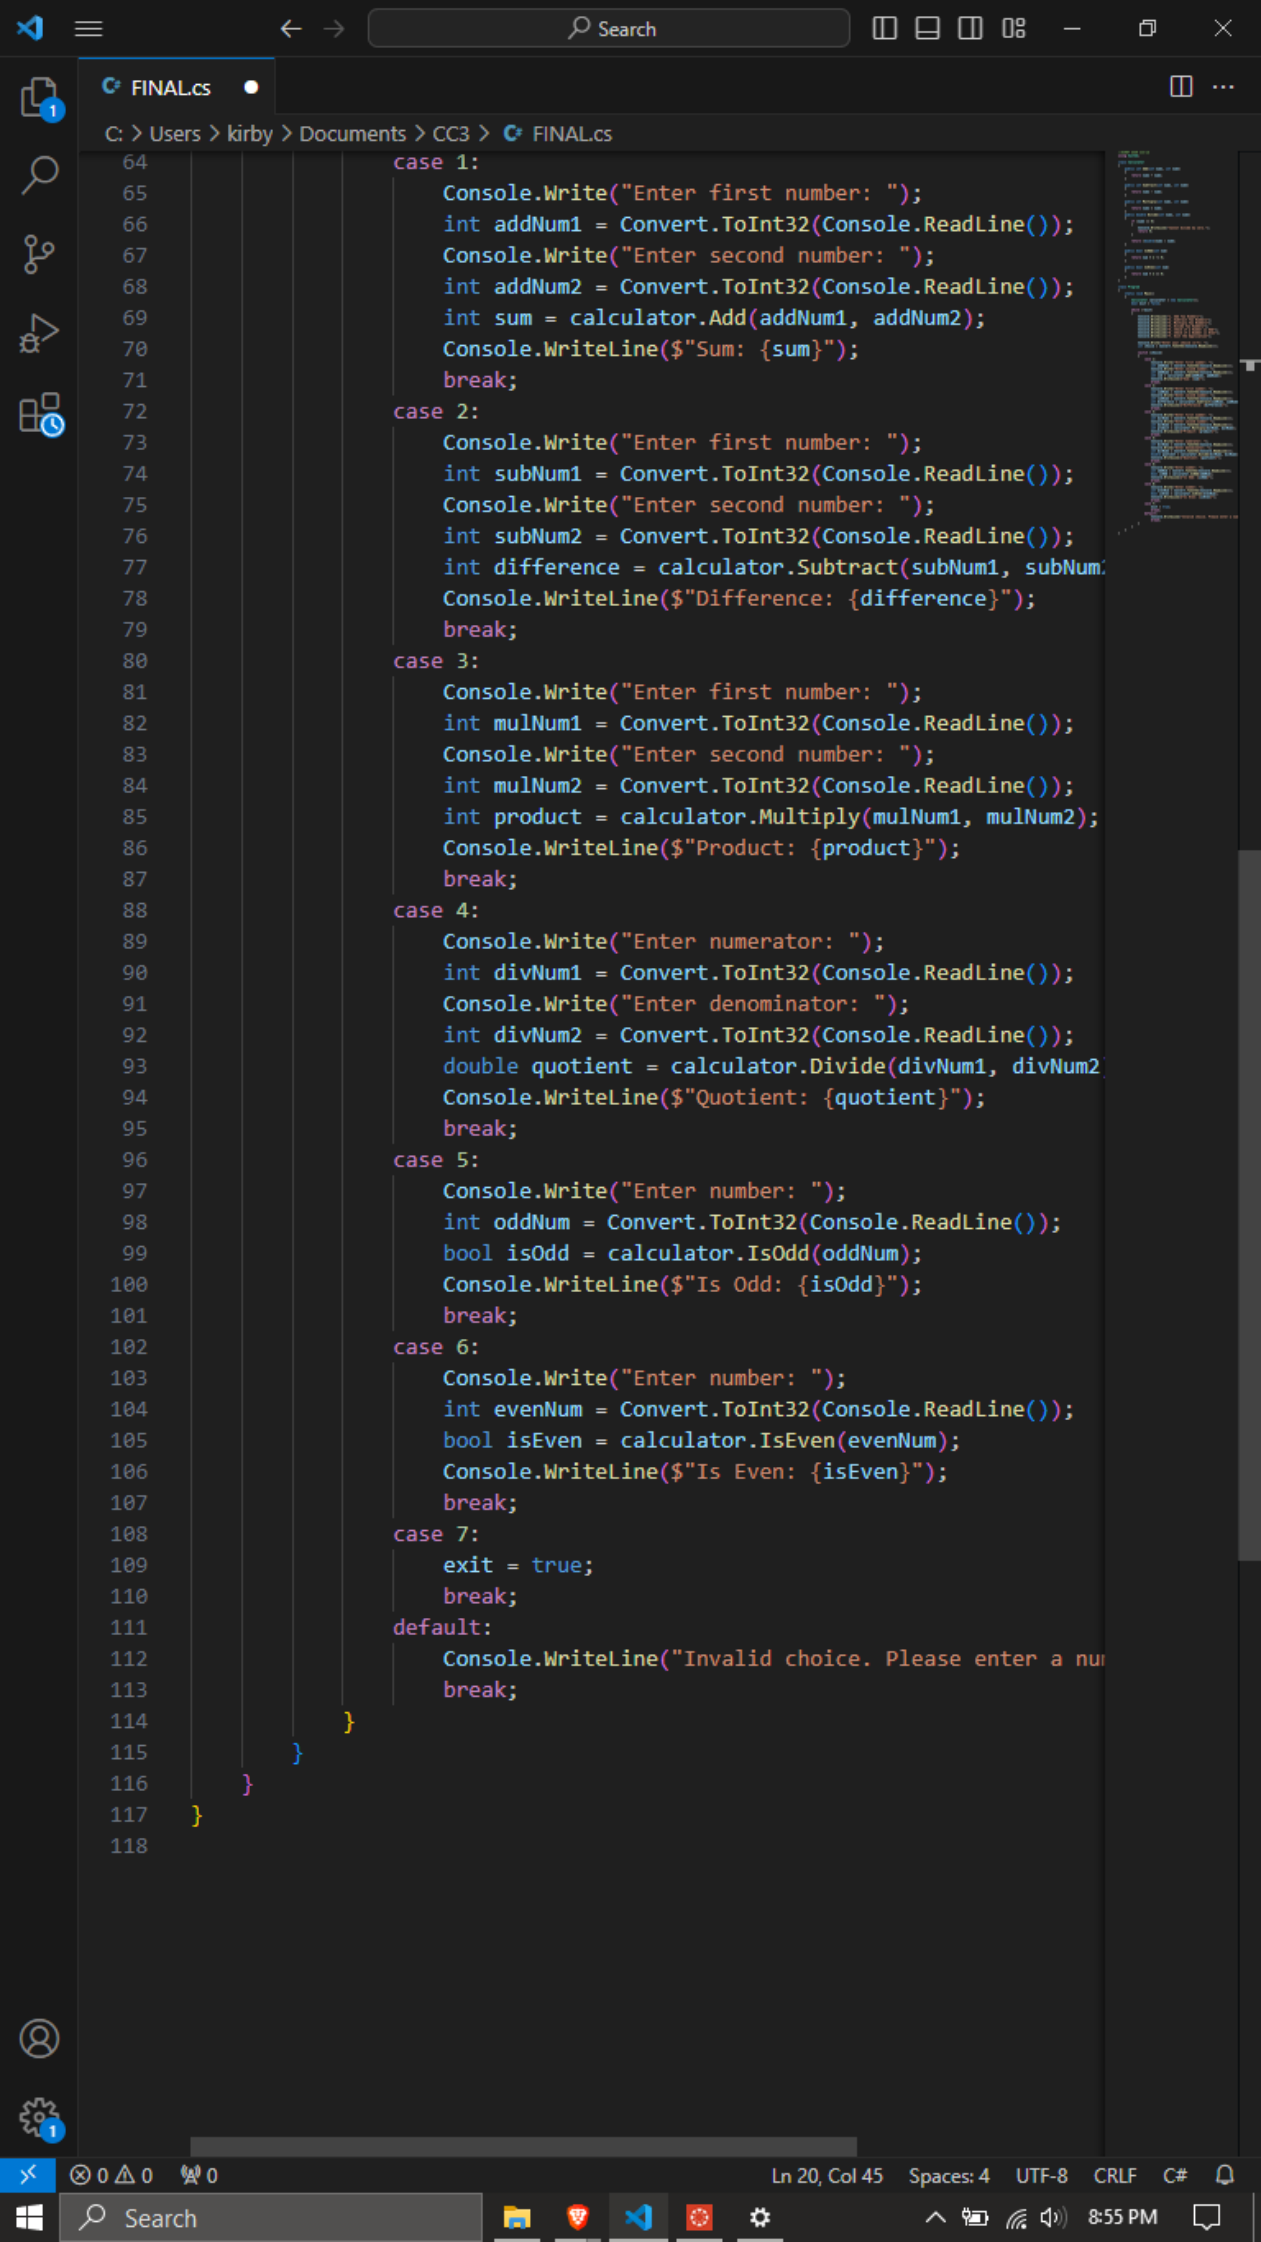 Search
FINAL.cs
1
C: > Users > kirby > Documents > CC3 > FINAL.cs
64 case 1:
65 Console.Write("Enter first number: ");
66 int addNum1 = Convert.ToInt32(Console.ReadLine());
67 Console.Write("Enter second number: ");
68 int addNum2 = Convert.ToInt32(Console.ReadLine());
69 int sum = calculator.Add(addNum1, addNum2);
70 Console.WriteLine($"Sum: {sum}");
71 break;
72 case 2:
73 Console.Write("Enter first number: ");
74 int subNum1 = Convert.ToInt32(Console.ReadLine());
75 Console.Write("Enter second number: ");
76 int subNum2 = Convert.ToInt32(Console.ReadLine());
77 int difference = calculator.Subtract(subNum1, subNum2
78 Console.WriteLine($"Difference: {difference}");
79 break;
80 case 3:
81 Console.Write("Enter first number: ");
82 int mulNum1 = Convert.ToInt32(Console.ReadLine());
83 Console.Write("Enter second number: ");
84 int mulNum2 = Convert.ToInt32(Console.ReadLine());
85 int product = calculator.Multiply(mulNum1, mulNum2);
86 Console.WriteLine($"Product: {product}");
87 break;
88 case 4:
89 Console.Write("Enter numerator: ");
90 int divNum1 = Convert.ToInt32(Console.ReadLine());
91 Console.Write("Enter denominator: ");
92 int divNum2 = Convert.ToInt32(Console.ReadLine());
93 double quotient = calculator.Divide(divNum1, divNum2)
94 Console.WriteLine($"Quotient: {quotient}");
95 break;
96 case 5:
97 Console.Write("Enter number: ");
98 int oddNum = Convert.ToInt32(Console.ReadLine());
99 bool isOdd = calculator.IsOdd(oddNum);
100 Console.WriteLine($"Is Odd: {isOdd}");
101 break;
102 case 6:
103 Console.Write("Enter number: ");
104 int evenNum = Convert.ToInt32(Console.ReadLine());
105 bool isEven = calculator.IsEven(evenNum);
106 Console.WriteLine($"Is Even: {isEven}");
107 break;
108 case 7:
109 exit = true;
110 break;
111 default:
112 Console.WriteLine("Invalid choice. Please enter a
113 break;
114 }
115 }
116 }
117 }
118
1
0 0 0 Ln 20, Col 45 Spaces: 4 UTF-8 CRLF C#
Search 8:55 PM